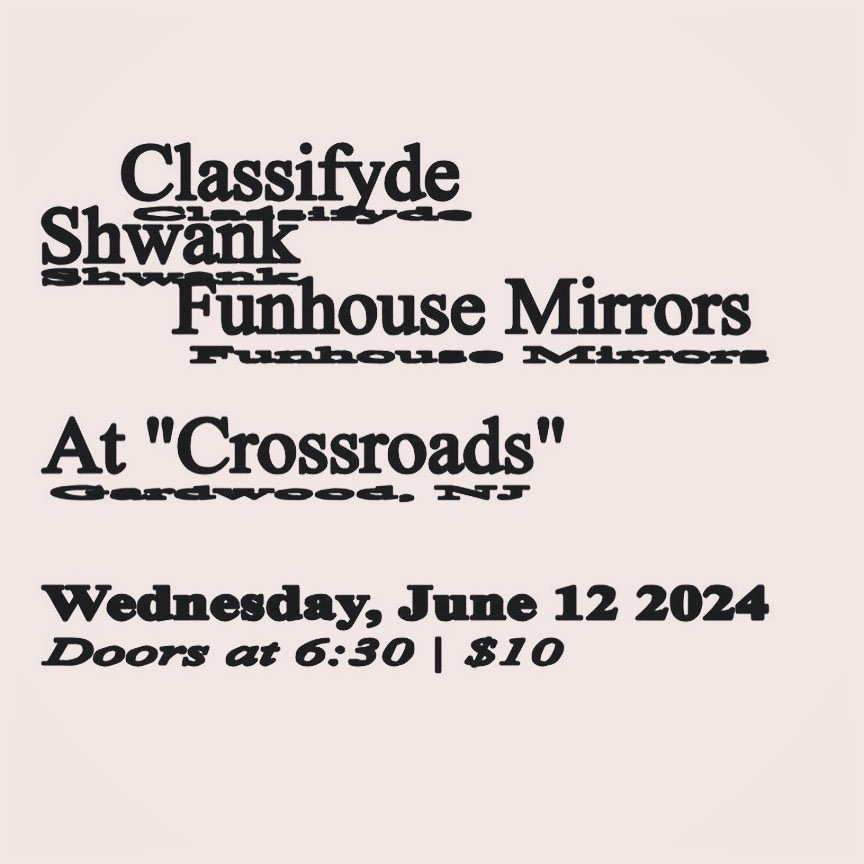 Classifyde
Classifyde
Shwank
Shwank
Funhouse Mirrors
Funhouse Mirrors
At "Crossroads"
Gardwood, NJ
Wednesday, June 12 2024
Doors at 6:30 | $10